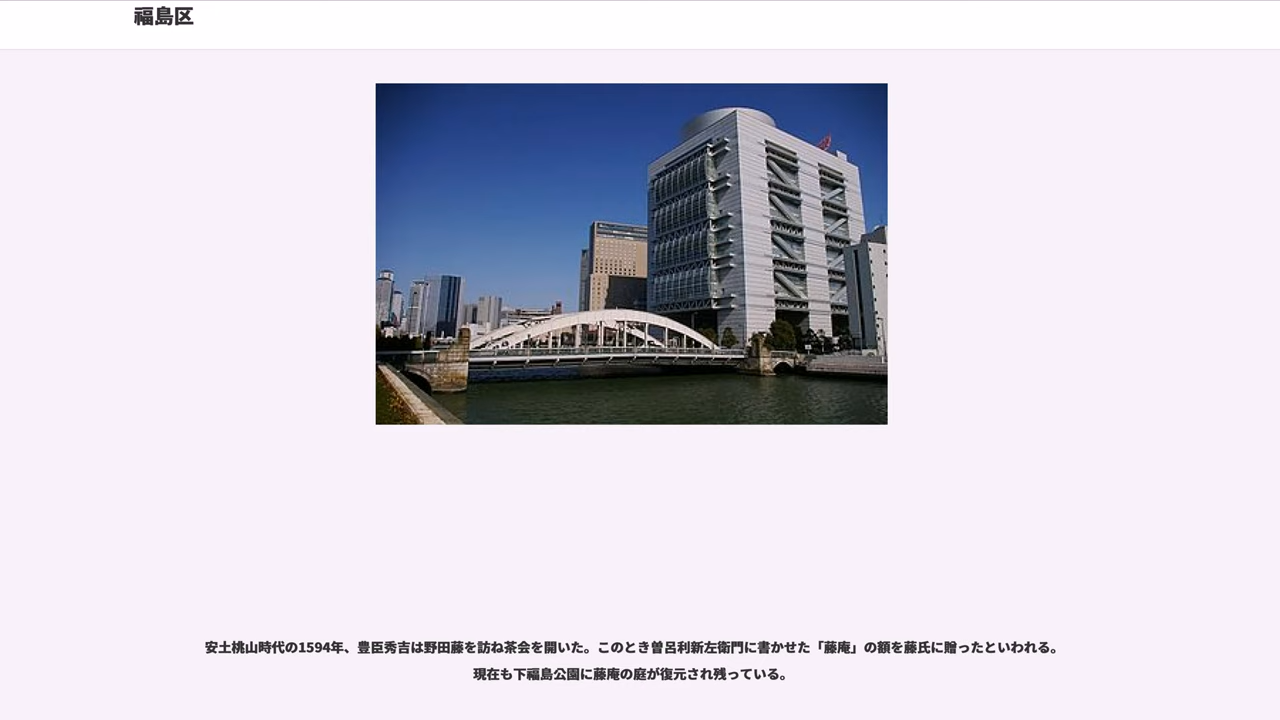 福島区
安土桃山時代の1594年、豊臣秀吉は野田藤を訪ね茶会を開いた。このとき曽呂利新左衛門に書かせた「藤庵」の額を藤氏に贈ったといわれる。
現在も下福島公園に藤庵の庭が復元され残っている。